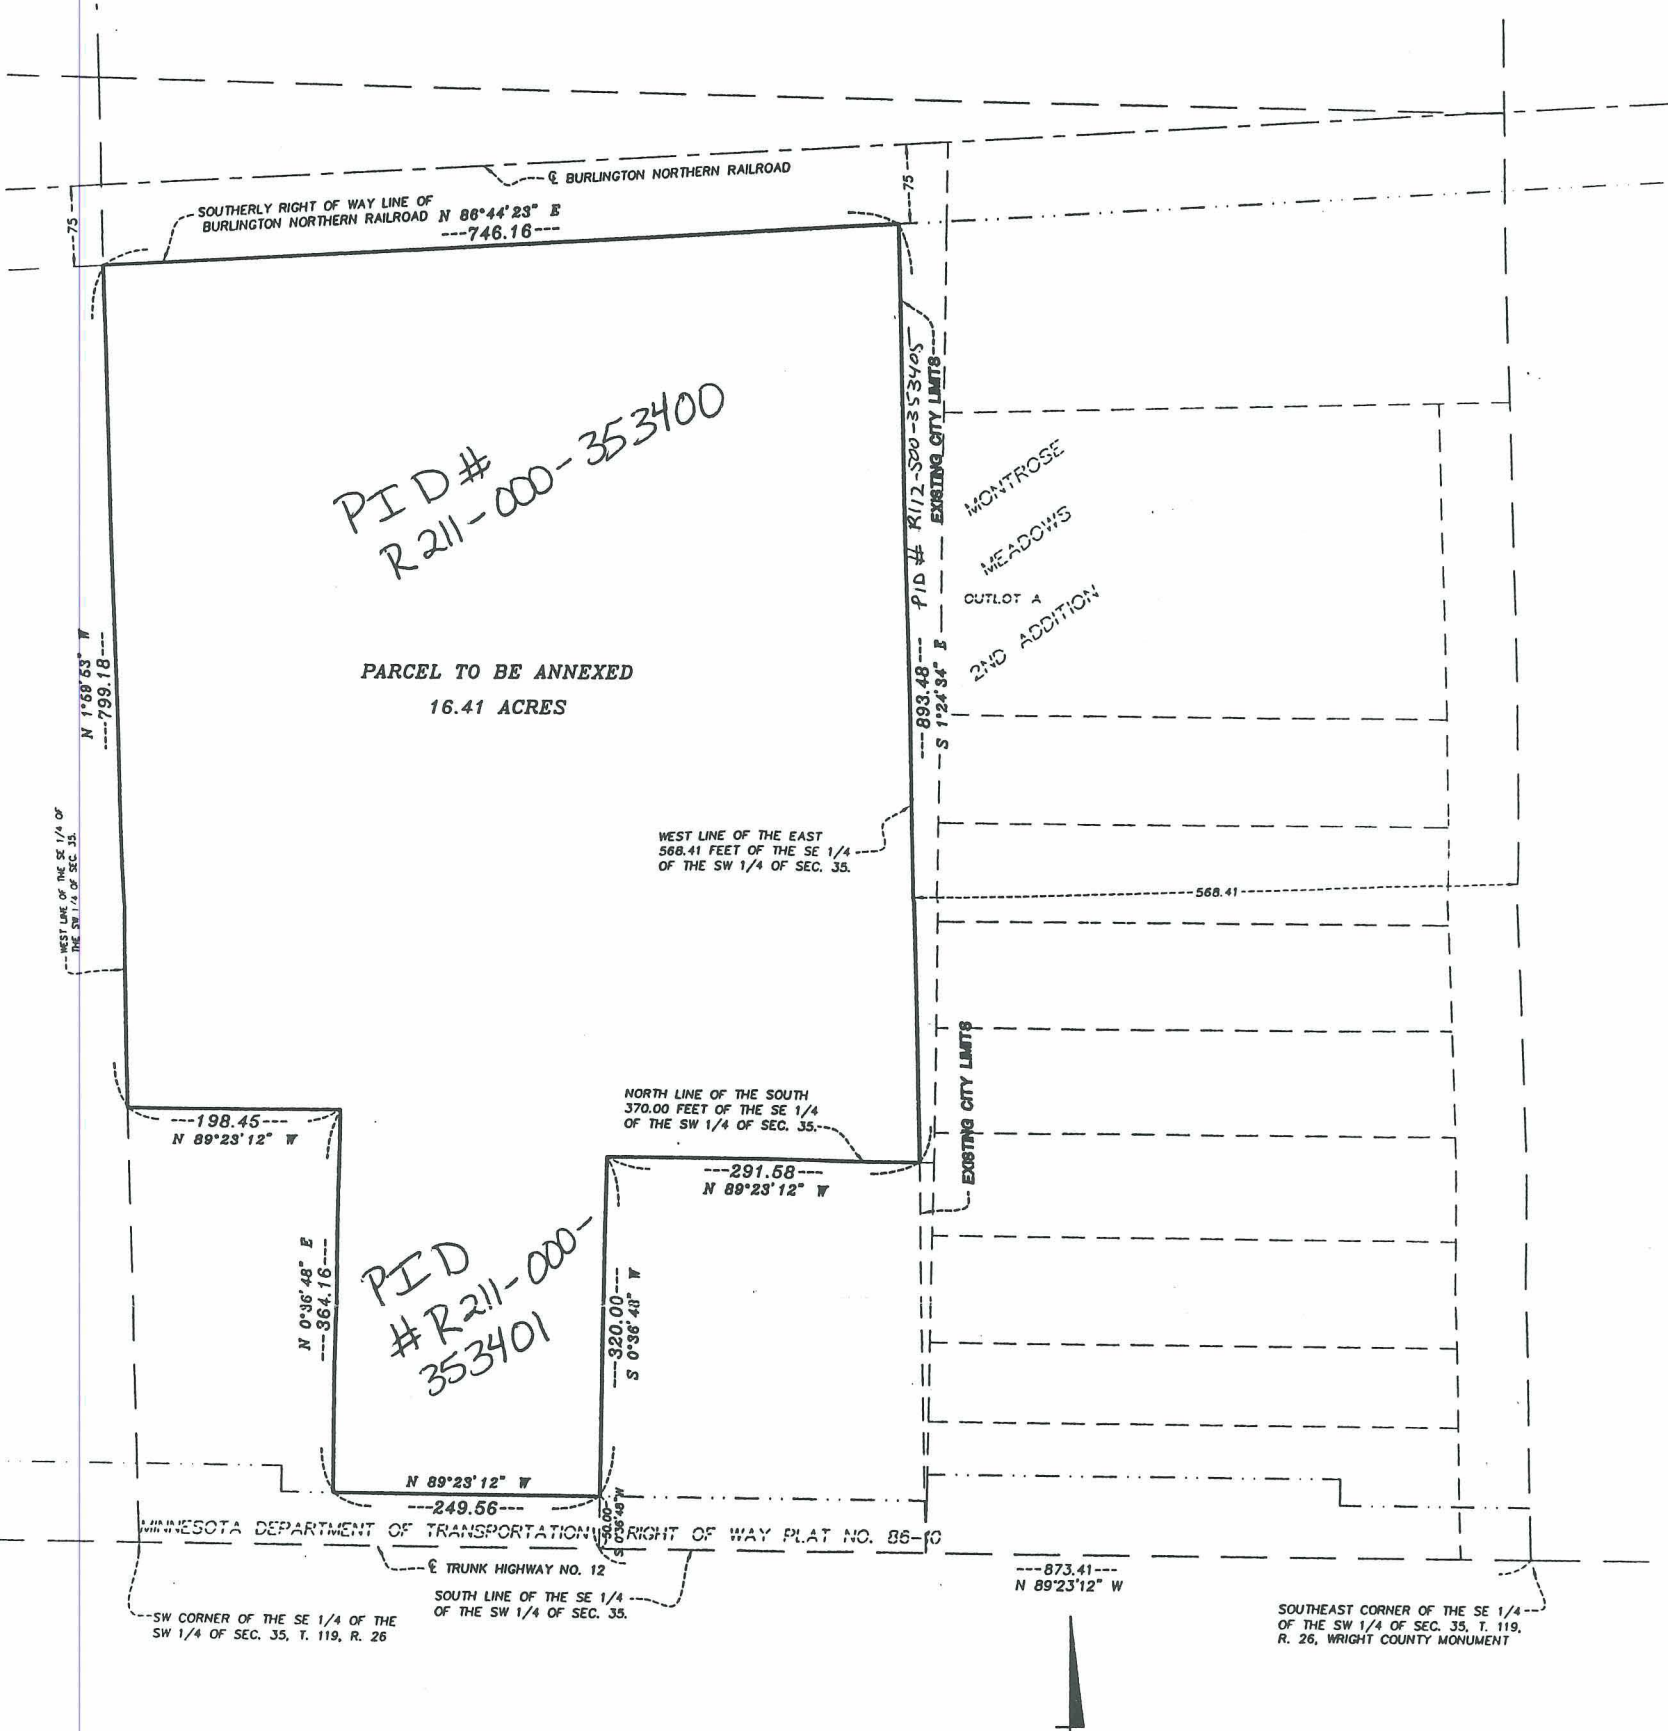 ℄ BURLINGTON NORTHERN RAILROAD
75
75
SOUTHERLY RIGHT OF WAY LINE OF
BURLINGTON NORTHERN RAILROAD N 86°44'23" E
---746.16---
PID #
R 211-000-353400
PID # R112-500-353405
EXISTING CITY LIMITS
MONTROSE
MEADOWS
OUTLOT A
2ND ADDITION
N 1°59'53" W
---799.18---
PARCEL TO BE ANNEXED
16.41 ACRES
---893.48---
S 1°24'34" E
WEST LINE OF THE SE 1/4 OF
THE SW 1/4 OF SEC. 35.
WEST LINE OF THE EAST
568.41 FEET OF THE SE 1/4
OF THE SW 1/4 OF SEC. 35.
568.41
EXISTING CITY LIMITS
NORTH LINE OF THE SOUTH
370.00 FEET OF THE SE 1/4
OF THE SW 1/4 OF SEC. 35.
---198.45---
N 89°23'12" W
---291.58---
N 89°23'12" W
N 0°36'48" E
---364.16---
PID
# R211-000-
353401
---320.00---
S 0°36'48" W
N 89°23'12" W
---249.56---
50.00
S 0°36'48" W
MINNESOTA DEPARTMENT OF TRANSPORTATION RIGHT OF WAY PLAT NO. 86-10
℄ TRUNK HIGHWAY NO. 12
---873.41---
N 89°23'12" W
SOUTH LINE OF THE SE 1/4
OF THE SW 1/4 OF SEC. 35.
SW CORNER OF THE SE 1/4 OF THE
SW 1/4 OF SEC. 35, T. 119, R. 26
SOUTHEAST CORNER OF THE SE 1/4
OF THE SW 1/4 OF SEC. 35, T. 119,
R. 26, WRIGHT COUNTY MONUMENT